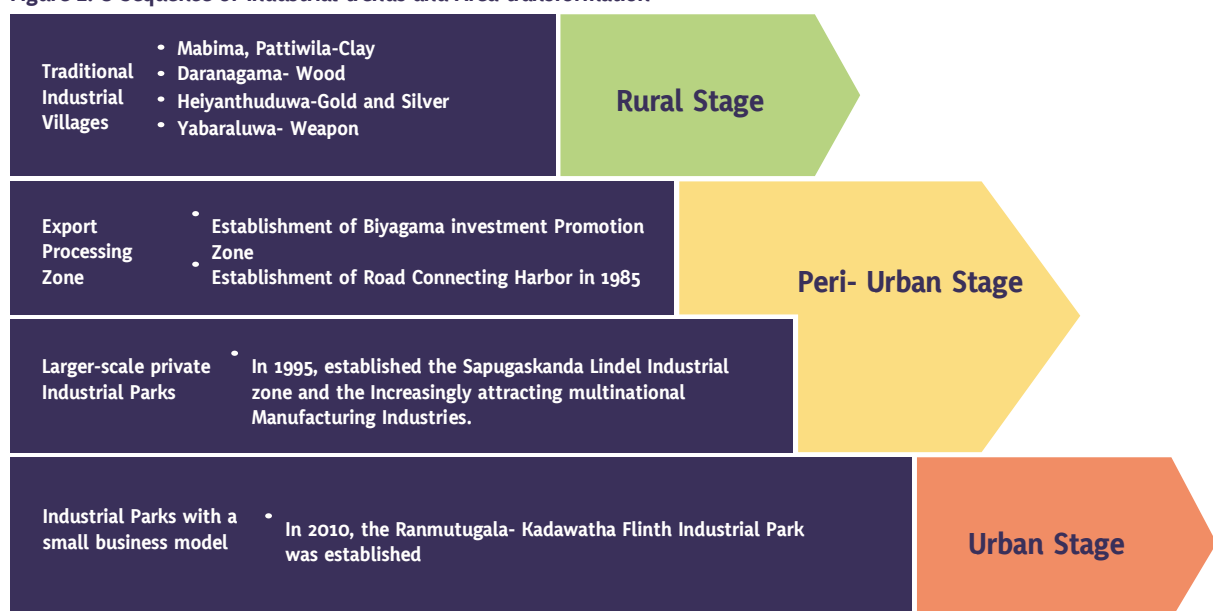 Traditional
Industrial
Villages
• Mabima, Pattiwila-Clay
• Daranagama- Wood
• Heiyanthuduwa-Gold and Silver
• Yabaraluwa- Weapon
Rural Stage
Export
Processing
Zone
• Establishment of Biyagama investment Promotion
Zone
• Establishment of Road Connecting Harbor in 1985
Peri- Urban Stage
Larger-scale private
Industrial Parks
• In 1995, established the Sapugaskanda Lindel Industrial
zone and the Increasingly attracting multinational
Manufacturing Industries.
Industrial Parks with a
small business model
• In 2010, the Ranmutugala- Kadawatha Flinth Industrial Park
was established
Urban Stage